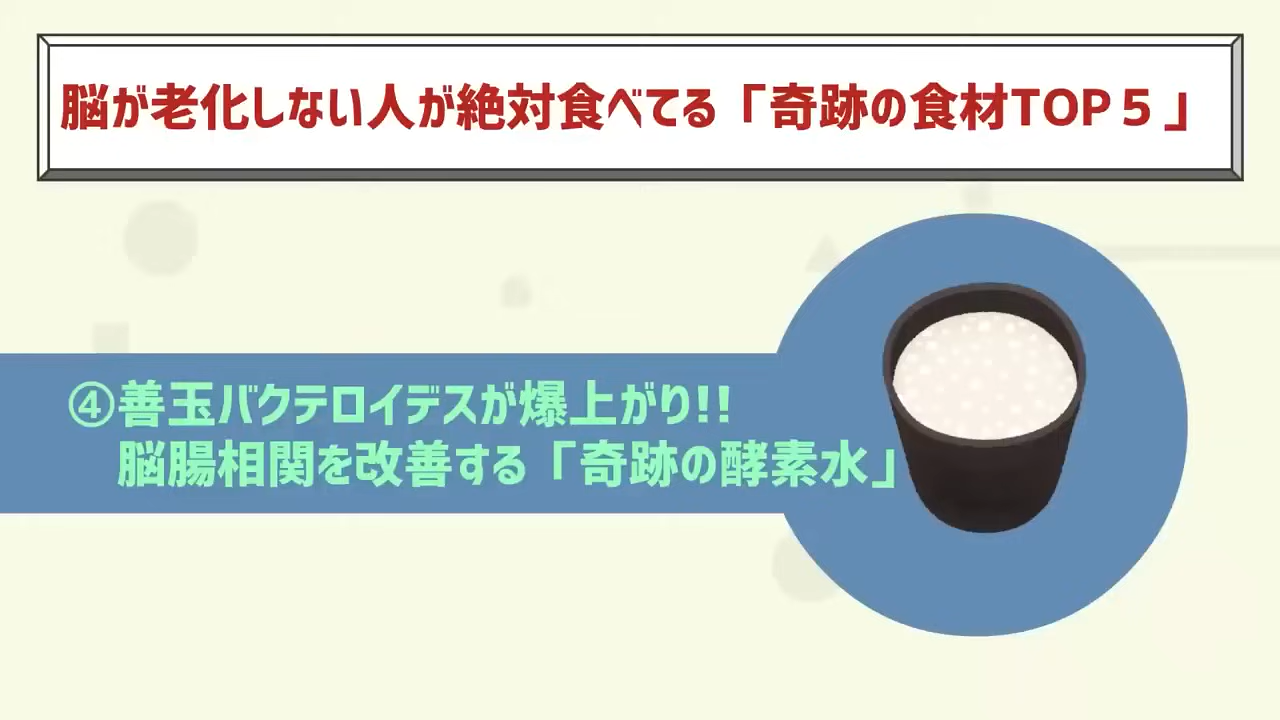 脳が老化しない人が絶対食べてる「奇跡の食材TOP５」
④善玉バクテロイデスが爆上がり!!
脳腸相関を改善する「奇跡の酵素水」